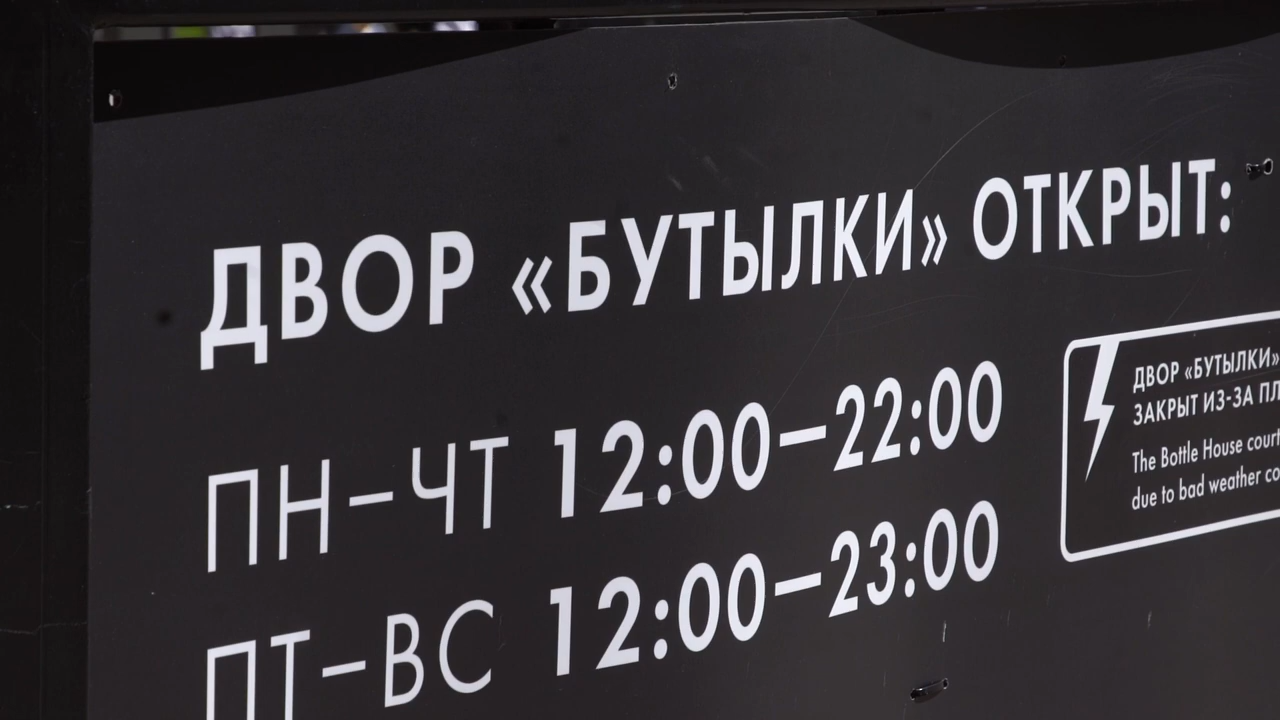 ДВОР «БУТЫЛКИ» ОТКРЫТ:
ПН–ЧТ 12:00–22:00
ПТ–ВС 12:00–23:00
ДВОР «БУТЫЛКИ»
ЗАКРЫТ ИЗ-ЗА
The Bottle House
due to bad weather